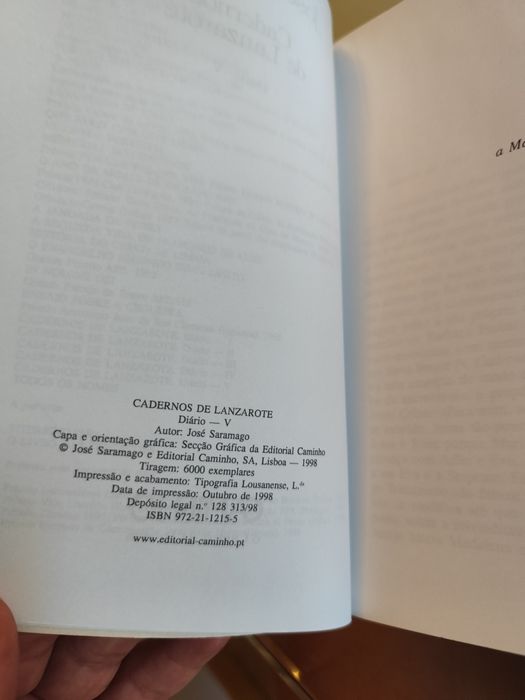 CADERNOS DE LANZAROTE
Diário — V
Autor: José Saramago
Capa e orientação gráfica: Secção Gráfica da Editorial Caminho
© José Saramago e Editorial Caminho, SA, Lisboa — 1998
Tiragem: 6000 exemplares
Impressão e acabamento: Tipografia Lousanense, L.da
Data de impressão: Outubro de 1998
Depósito legal n.º 128 313/98
ISBN 972-21-1215-5
www.editorial-caminho.pt
a